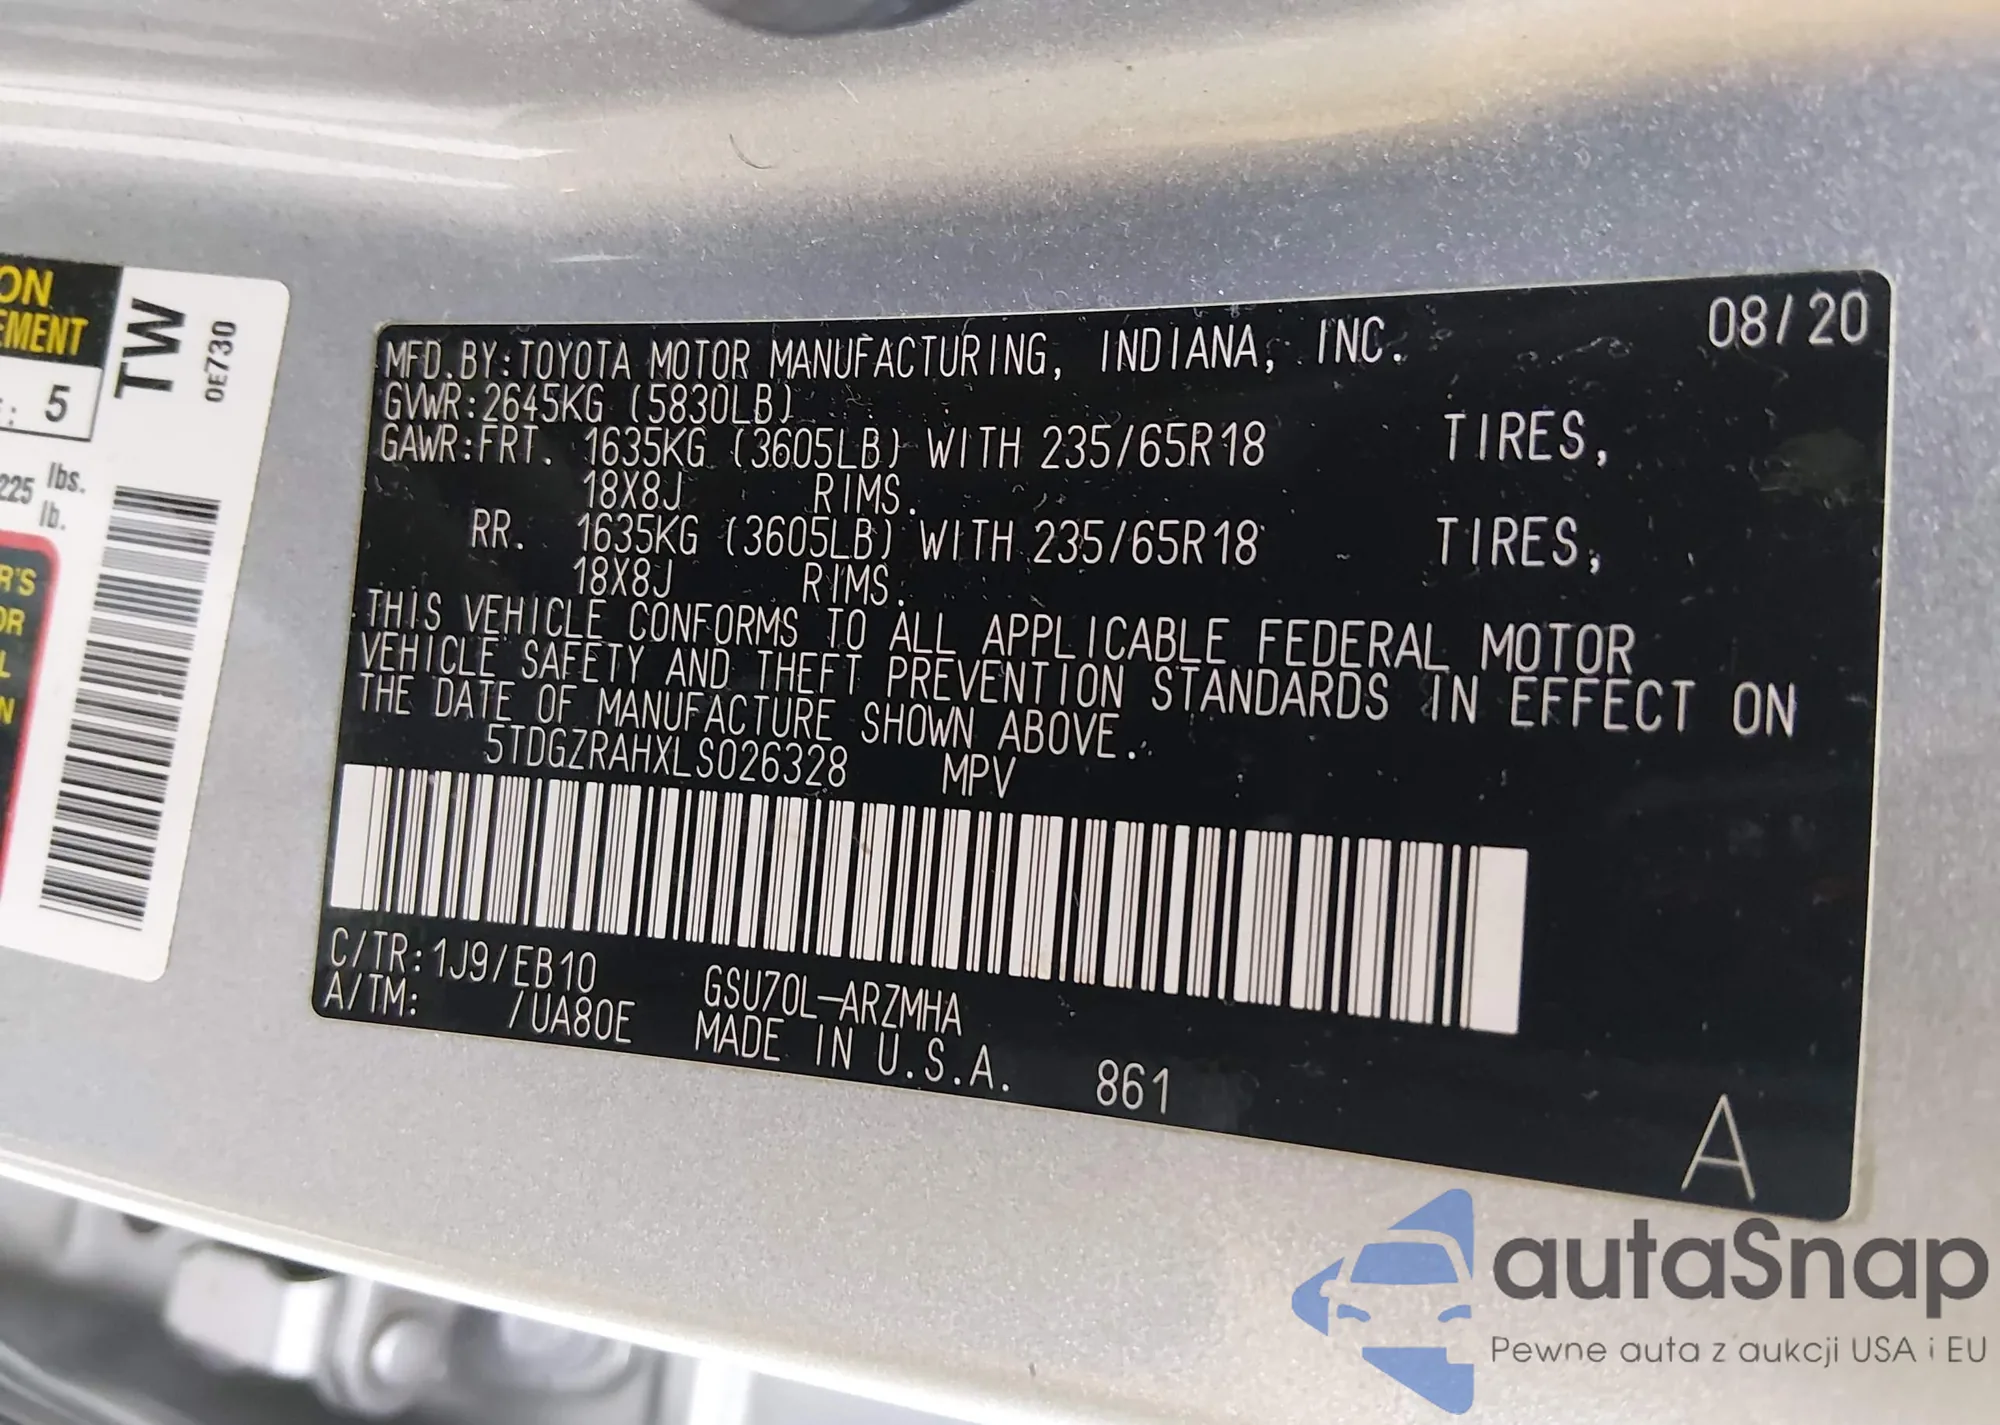 ON
EMENT
: 5
225 lbs.
lb.
R'S
OR
L
N
TW
0E730
08/20
MFD.BY:TOYOTA MOTOR MANUFACTURING, INDIANA, INC.
GVWR:2645KG (5830LB)
GAWR:FRT. 1635KG (3605LB) WITH 235/65R18 TIRES,
18X8J RIMS.
RR. 1635KG (3605LB) WITH 235/65R18 TIRES,
18X8J RIMS.
THIS VEHICLE CONFORMS TO ALL APPLICABLE FEDERAL MOTOR
VEHICLE SAFETY AND THEFT PREVENTION STANDARDS IN EFFECT ON
THE DATE OF MANUFACTURE SHOWN ABOVE.
5TDGZRAHXLS026328 MPV
C/TR:1J9/EB10 GSU70L-ARZMHA
A/TM: /UA80E MADE IN U.S.A. 861
A
autaSnap
Pewne auta z aukcji USA i EU